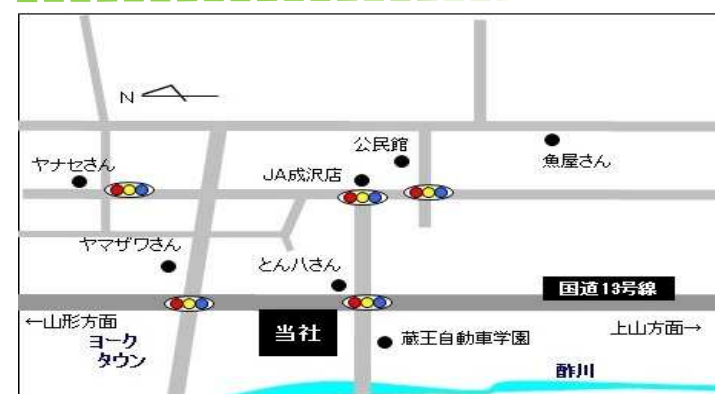 N
公民館
ヤナセさん
JA成沢店
魚屋さん
ヤマザワさん
とん八さん
国道13号線
←山形方面
ヨーク
タウン
当社
蔵王自動車学園
上山方面→
酢川